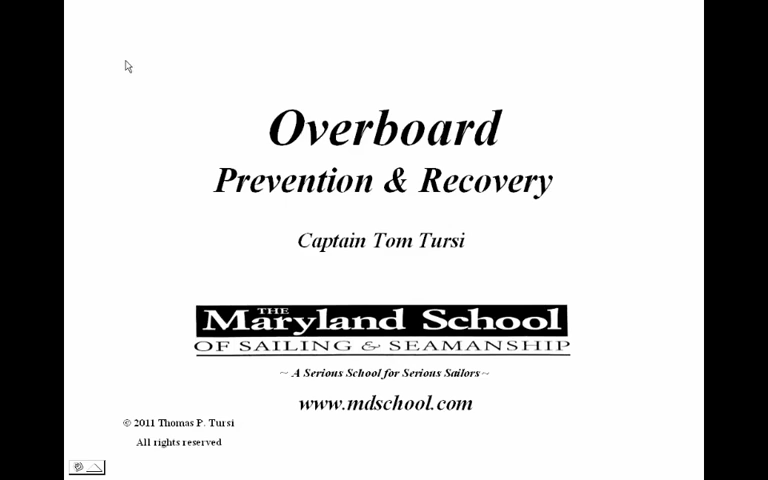 Overboard
Prevention & Recovery
Captain Tom Tursi
THE
Maryland School
OF SAILING & SEAMANSHIP
~ A Serious School for Serious Sailors ~
www.mdschool.com
© 2011 Thomas P. Tursi
All rights reserved